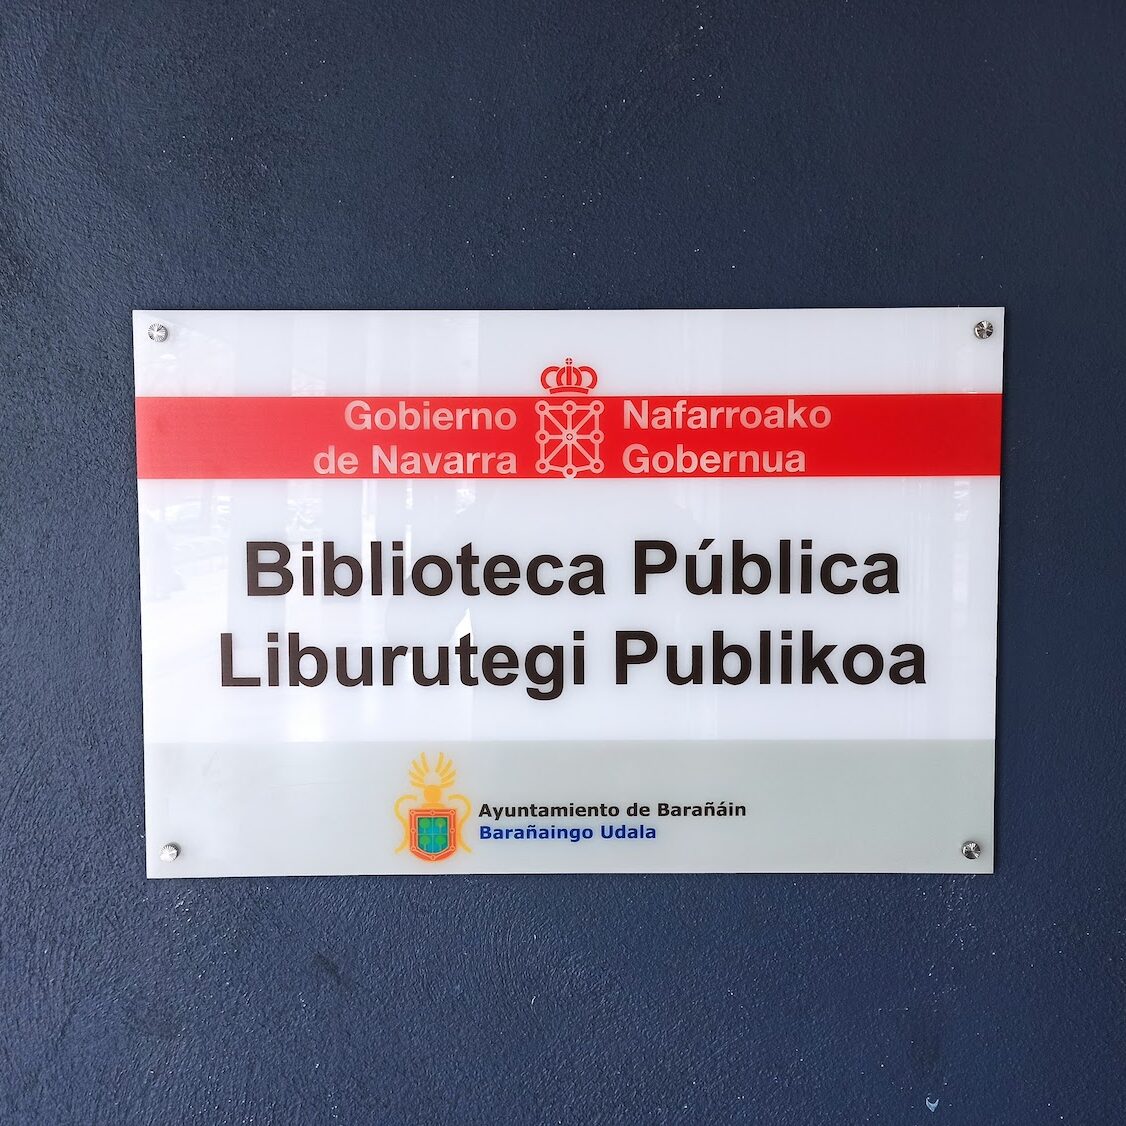 Gobierno
de Navarra
Nafarroako
Gobernua
Biblioteca Pública
Liburutegi Publikoa
Ayuntamiento de Barañáin
Barañaingo Udala